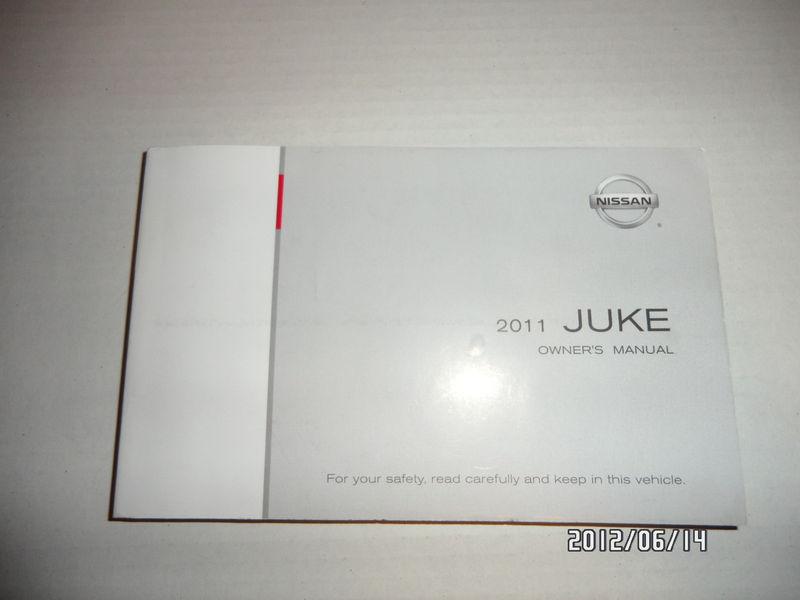 NISSAN
®
2011 JUKE
OWNER'S MANUAL
For your safety, read carefully and keep in this vehicle.
2012/06/14